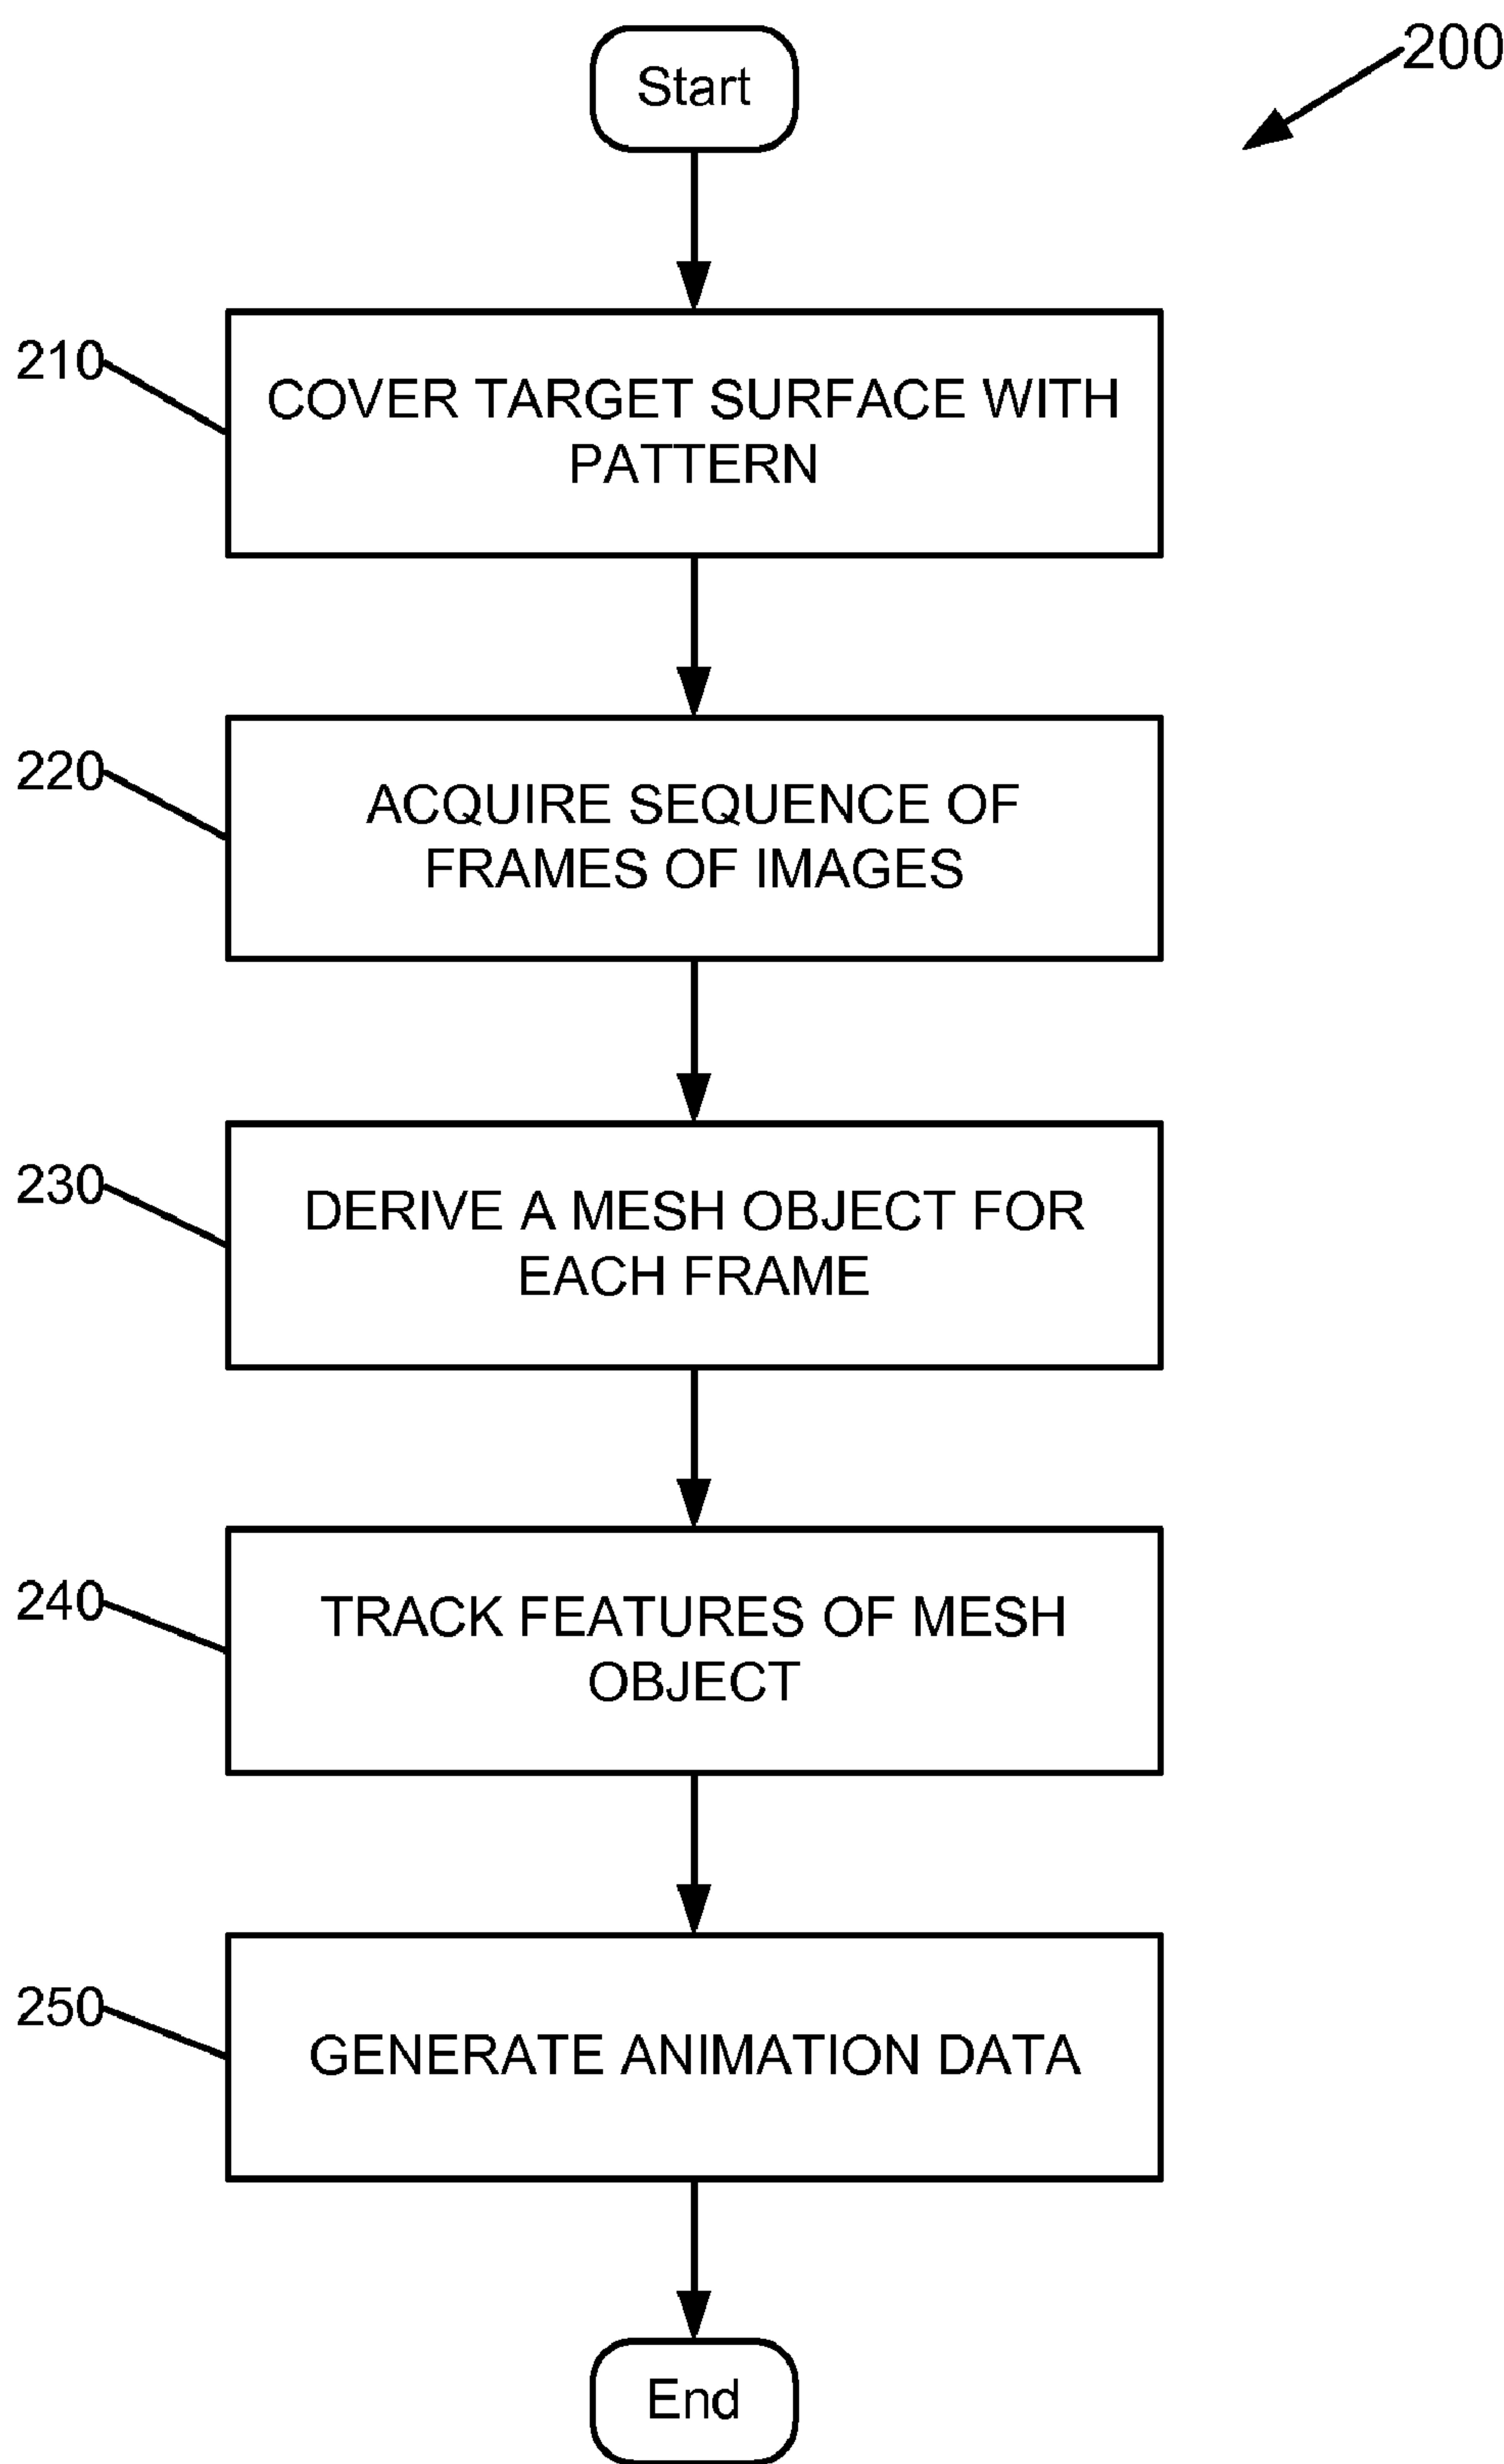 200
Start
210
COVER TARGET SURFACE WITH
PATTERN
220
ACQUIRE SEQUENCE OF
FRAMES OF IMAGES
230
DERIVE A MESH OBJECT FOR
EACH FRAME
240
TRACK FEATURES OF MESH
OBJECT
250
GENERATE ANIMATION DATA
End